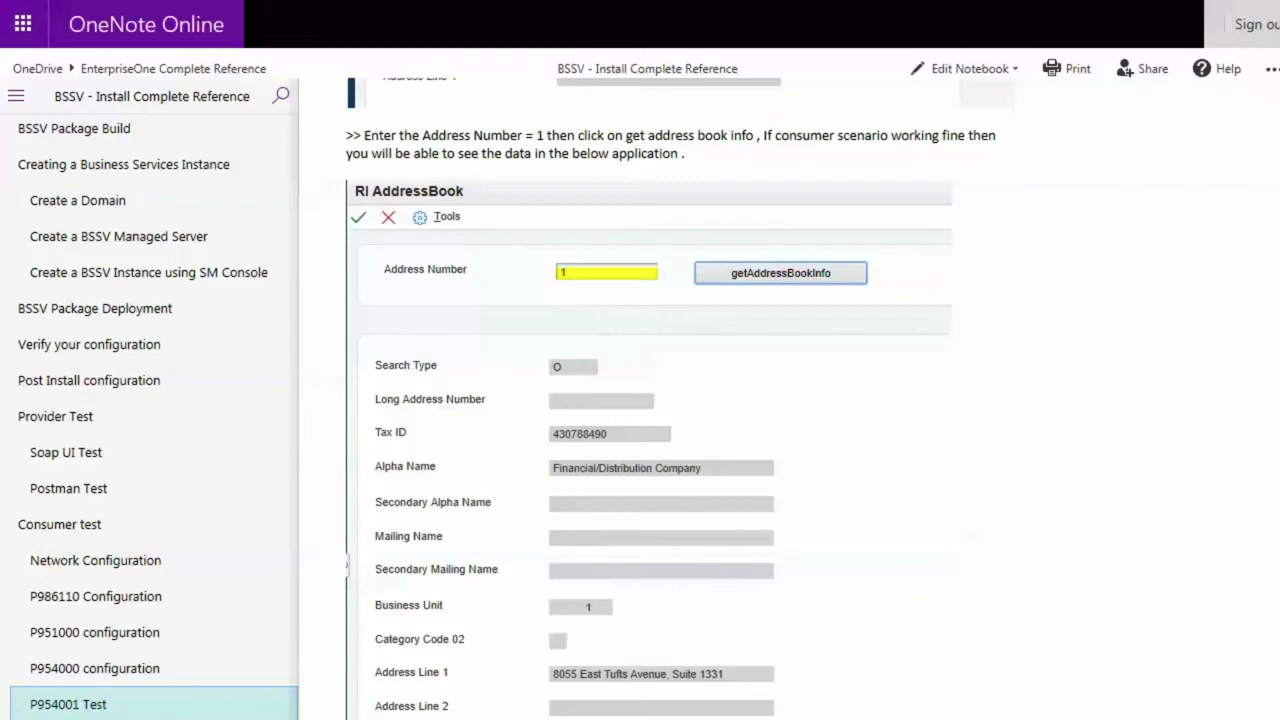 OneNote Online
Sign ou
OneDrive ▸ EnterpriseOne Complete Reference
BSSV - Install Complete Reference
Edit Notebook
Print
Share
Help
BSSV - Install Complete Reference
BSSV Package Build
Creating a Business Services Instance
Create a Domain
Create a BSSV Managed Server
Create a BSSV Instance using SM Console
BSSV Package Deployment
Verify your configuration
Post Install configuration
Provider Test
Soap UI Test
Postman Test
Consumer test
Network Configuration
P986110 Configuration
P951000 configuration
P954000 configuration
P954001 Test
>> Enter the Address Number = 1 then click on get address book info , If consumer scenario working fine then
you will be able to see the data in the below application .
RI AddressBook
Tools
Address Number 1 getAddressBookInfo
Search Type O
Long Address Number
Tax ID 430788490
Alpha Name Financial/Distribution Company
Secondary Alpha Name
Mailing Name
Secondary Mailing Name
Business Unit 1
Category Code 02
Address Line 1 8055 East Tufts Avenue, Suite 1331
Address Line 2